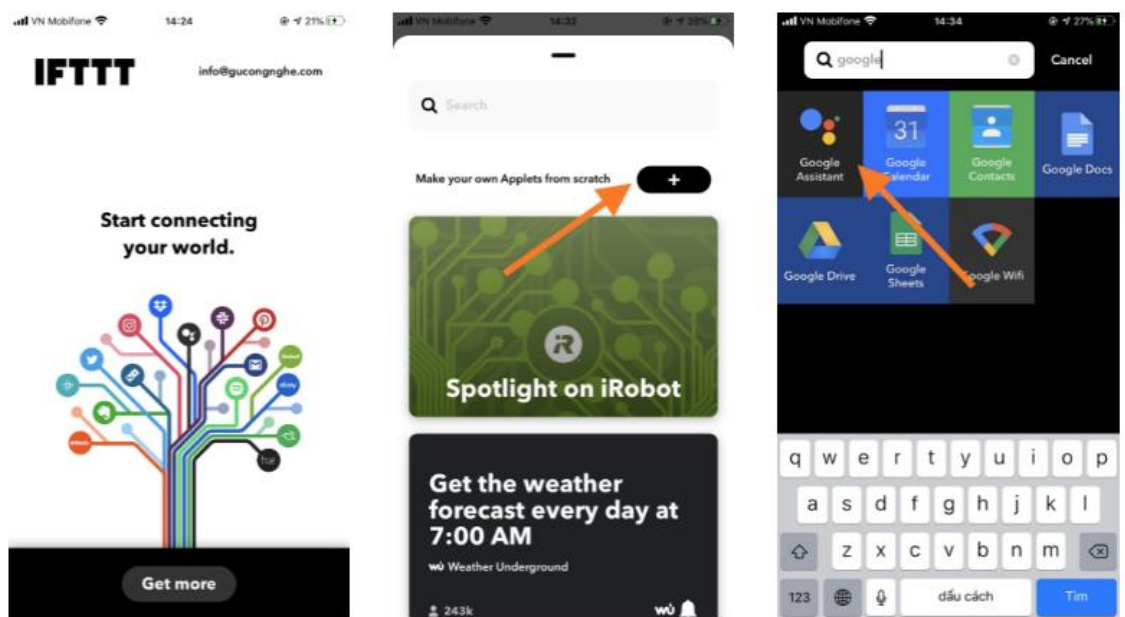 VN Mobifone 14:24 21%
IFTTT
info@gucongnghe.com
Start connecting
your world.
Get more
VN Mobifone 14:32
Search
Make your own Applets from scratch
+
Spotlight on iRobot
Get the weather
forecast every day at
7:00 AM
wu Weather Underground
243k
wu
VN Mobifone 14:34 27%
google
Cancel
Google
Assistant
31
Google
Calendar
Google
Contacts
Google Docs
Google Drive
Google
Sheets
Google Wifi
q w e r t y u i o p
a s d f g h j k l
z x c v b n m
123
dấu cách
Tìm